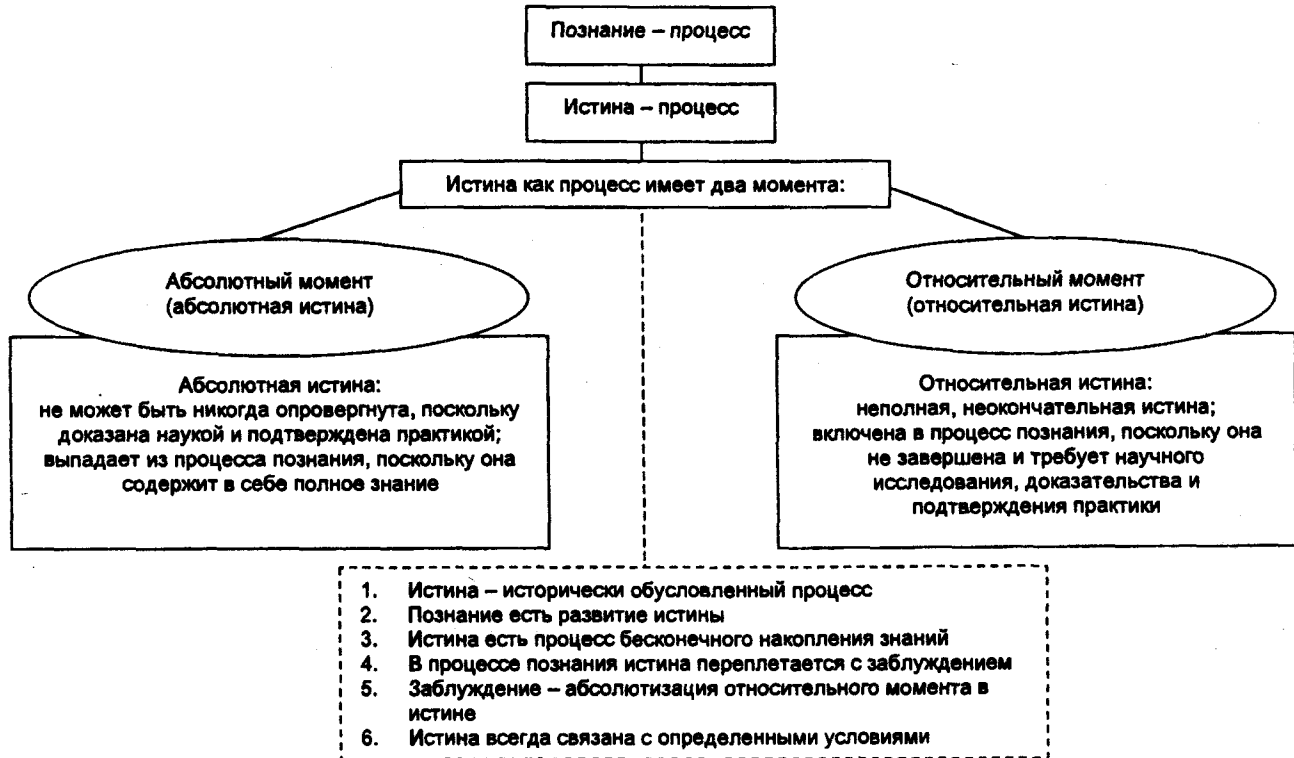 Познание – процесс
Истина – процесс
Истина как процесс имеет два момента:
Абсолютный момент
(абсолютная истина)
Относительный момент
(относительная истина)
Абсолютная истина:
не может быть никогда опровергнута, поскольку
доказана наукой и подтверждена практикой;
выпадает из процесса познания, поскольку она
содержит в себе полное знание
Относительная истина:
неполная, неокончательная истина;
включена в процесс познания, поскольку она
не завершена и требует научного
исследования, доказательства и
подтверждения практики
1. Истина – исторически обусловленный процесс
2. Познание есть развитие истины
3. Истина есть процесс бесконечного накопления знаний
4. В процессе познания истина переплетается с заблуждением
5. Заблуждение – абсолютизация относительного момента в
истине
6. Истина всегда связана с определенными условиями